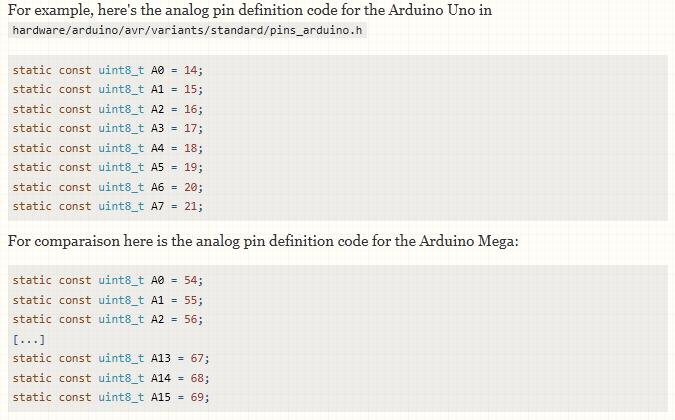 For example, here's the analog pin definition code for the Arduino Uno in
hardware/arduino/avr/variants/standard/pins_arduino.h
static const uint8_t A0 = 14;
static const uint8_t A1 = 15;
static const uint8_t A2 = 16;
static const uint8_t A3 = 17;
static const uint8_t A4 = 18;
static const uint8_t A5 = 19;
static const uint8_t A6 = 20;
static const uint8_t A7 = 21;
For comparaison here is the analog pin definition code for the Arduino Mega:
static const uint8_t A0 = 54;
static const uint8_t A1 = 55;
static const uint8_t A2 = 56;
[...]
static const uint8_t A13 = 67;
static const uint8_t A14 = 68;
static const uint8_t A15 = 69;